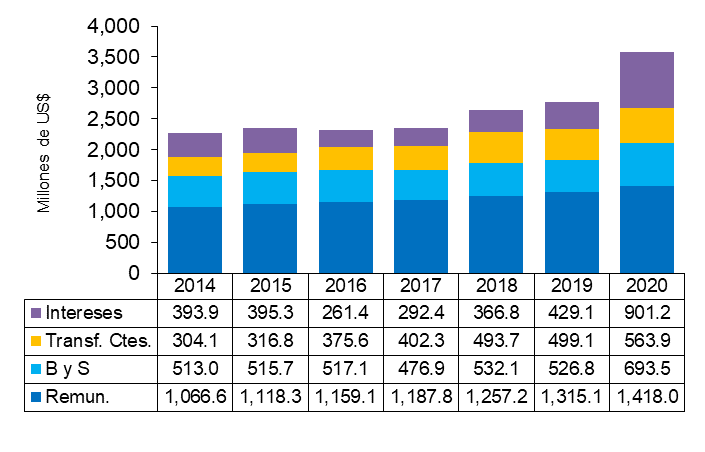 Millones de US$
4,000
3,500
3,000
2,500
2,000
1,500
1,000
500
0
2014 2015 2016 2017 2018 2019 2020
Intereses 393.9 395.3 261.4 292.4 366.8 429.1 901.2
Transf. Ctes. 304.1 316.8 375.6 402.3 493.7 499.1 563.9
B y S 513.0 515.7 517.1 476.9 532.1 526.8 693.5
Remun. 1,066.6 1,118.3 1,159.1 1,187.8 1,257.2 1,315.1 1,418.0